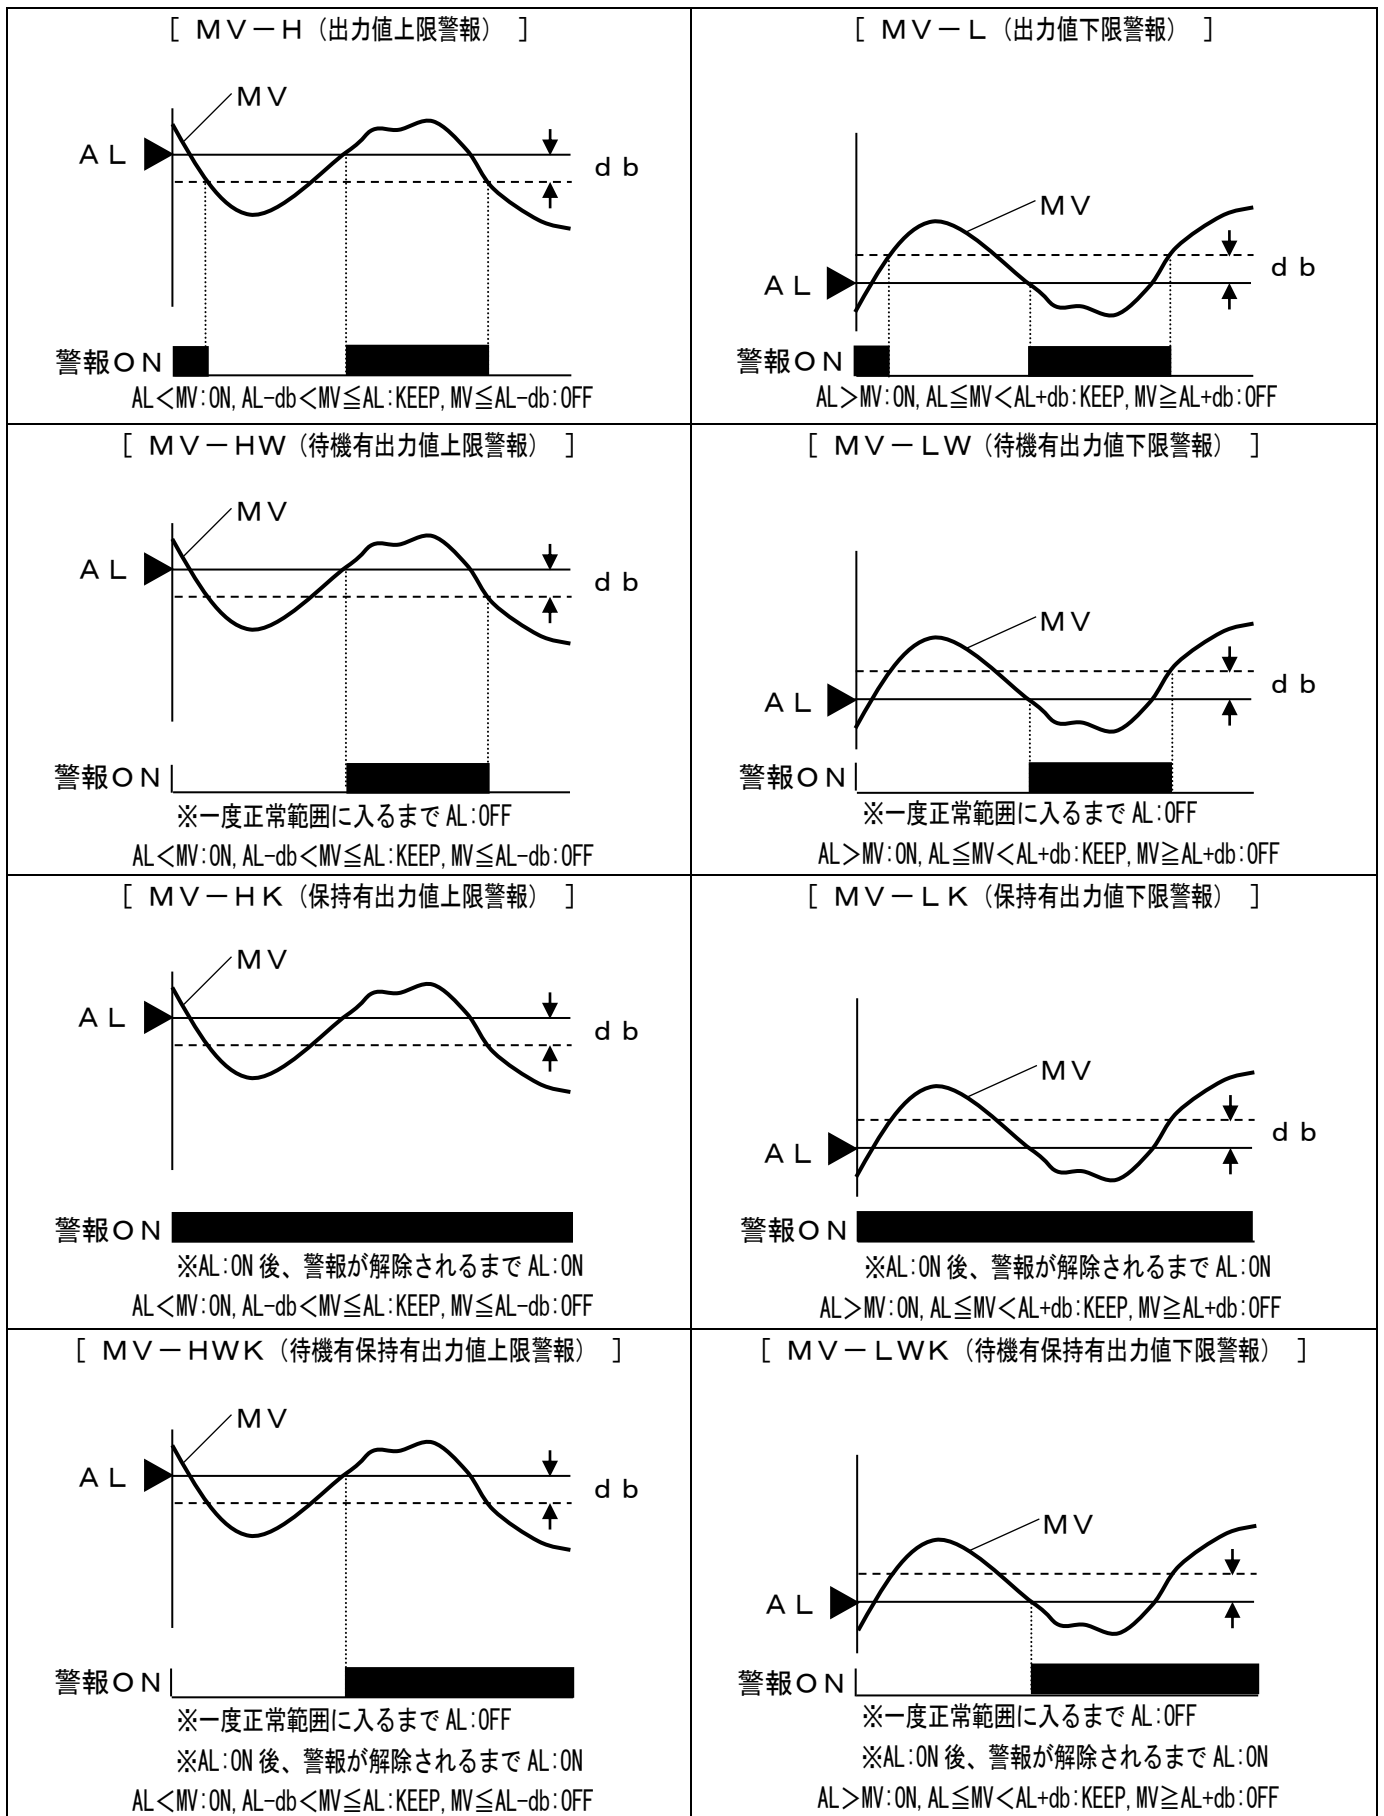 ［ ＭＶ－Ｈ（出力値上限警報） ］
ＭＶ
ＡＬ
ｄｂ
警報ＯＮ
AL＜MV:ON, AL-db＜MV≦AL:KEEP, MV≦AL-db:OFF
［ ＭＶ－Ｌ（出力値下限警報） ］
ＭＶ
ＡＬ
ｄｂ
警報ＯＮ
AL＞MV:ON, AL≦MV＜AL+db:KEEP, MV≧AL+db:OFF
［ ＭＶ－ＨＷ（待機有出力値上限警報） ］
ＭＶ
ＡＬ
ｄｂ
警報ＯＮ
※一度正常範囲に入るまで AL:OFF
AL＜MV:ON, AL-db＜MV≦AL:KEEP, MV≦AL-db:OFF
［ ＭＶ－ＬＷ（待機有出力値下限警報） ］
ＭＶ
ＡＬ
ｄｂ
警報ＯＮ
※一度正常範囲に入るまで AL:OFF
AL＞MV:ON, AL≦MV＜AL+db:KEEP, MV≧AL+db:OFF
［ ＭＶ－ＨＫ（保持有出力値上限警報） ］
ＭＶ
ＡＬ
ｄｂ
警報ＯＮ
※AL:ON 後、警報が解除されるまで AL:ON
AL＜MV:ON, AL-db＜MV≦AL:KEEP, MV≦AL-db:OFF
［ ＭＶ－ＬＫ（保持有出力値下限警報） ］
ＭＶ
ＡＬ
ｄｂ
警報ＯＮ
※AL:ON 後、警報が解除されるまで AL:ON
AL＞MV:ON, AL≦MV＜AL+db:KEEP, MV≧AL+db:OFF
［ ＭＶ－ＨＷＫ（待機有保持有出力値上限警報） ］
ＭＶ
ＡＬ
ｄｂ
警報ＯＮ
※一度正常範囲に入るまで AL:OFF
※AL:ON 後、警報が解除されるまで AL:ON
AL＜MV:ON, AL-db＜MV≦AL:KEEP, MV≦AL-db:OFF
［ ＭＶ－ＬＷＫ（待機有保持有出力値下限警報） ］
ＭＶ
ＡＬ
ｄｂ
警報ＯＮ
※一度正常範囲に入るまで AL:OFF
※AL:ON 後、警報が解除されるまで AL:ON
AL＞MV:ON, AL≦MV＜AL+db:KEEP, MV≧AL+db:OFF